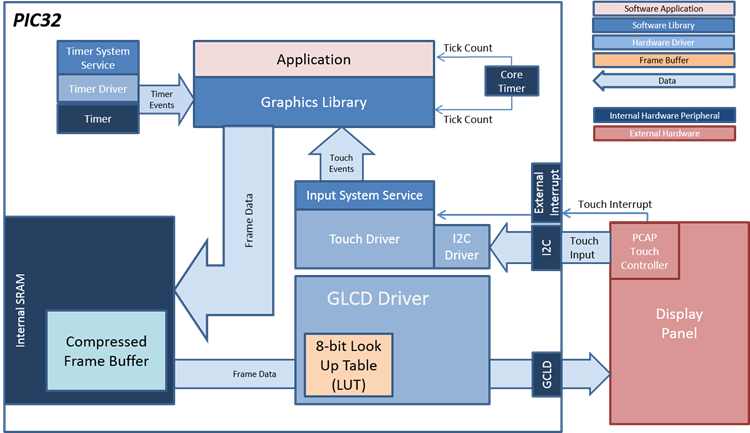 PIC32
Timer System
Service
Timer Driver
Timer
Timer
Events
Application
Graphics Library
Tick Count
Core
Timer
Tick Count
Software Application
Software Library
Hardware Driver
Frame Buffer
Data
Internal Hardware Peripheral
External Hardware
Frame Data
Touch
Events
Input System Service
Touch Driver
I2C
Driver
External
Interrupt
Touch Interrupt
I2C
Touch
Input
PCAP
Touch
Controller
Display
Panel
Internal SRAM
Compressed
Frame Buffer
Frame Data
GLCD Driver
8-bit Look
Up Table
(LUT)
GCLD